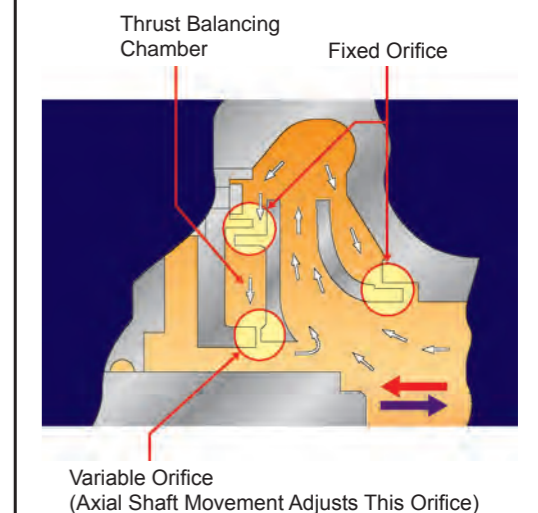 Thrust Balancing
Chamber
Fixed Orifice
Variable Orifice
(Axial Shaft Movement Adjusts This Orifice)